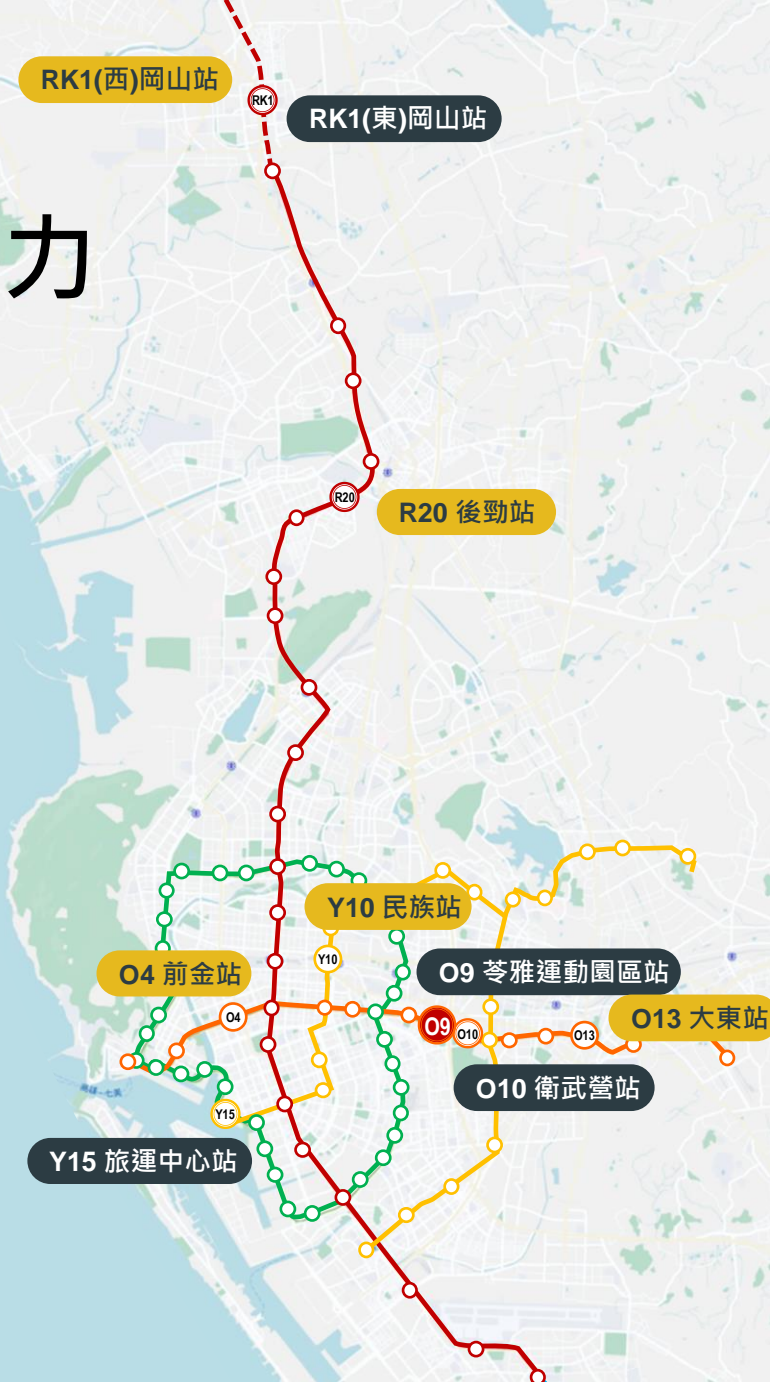 RK1(西)岡山站
RK1
RK1(東)岡山站
力
R20
R20 後勁站
Y10 民族站
Y10
O4 前金站
O9 苓雅運動園區站
O4
O9
O10
O13
O13 大東站
O10 衛武營站
Y15
Y15 旅運中心站